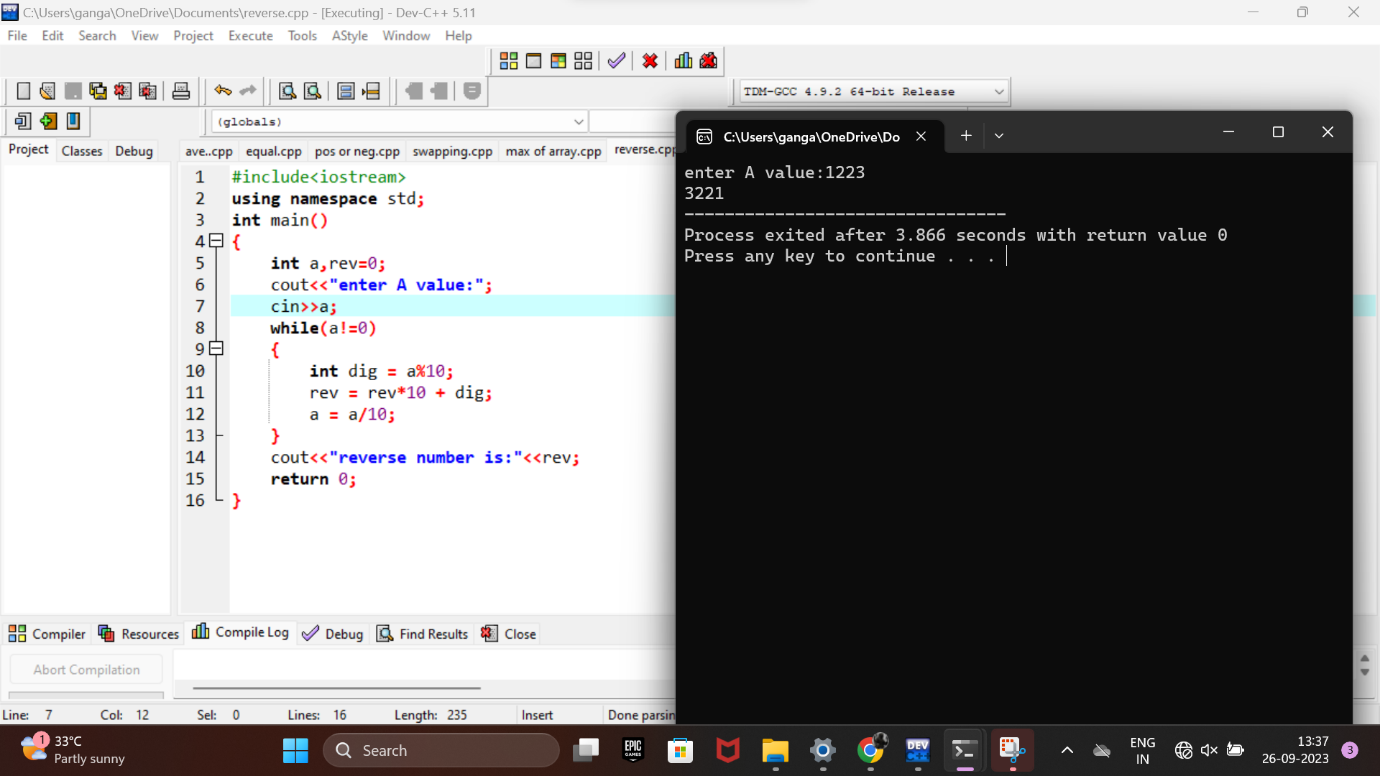 C:\Users\ganga\OneDrive\Documents\reverse.cpp - [Executing] - Dev-C++ 5.11
File Edit Search View Project Execute Tools AStyle Window Help
TDM-GCC 4.9.2 64-bit Release
(globals)
Project Classes Debug
ave..cpp equal.cpp pos or neg.cpp swapping.cpp max of array.cpp reverse.cpp
1 #include<iostream>
2 using namespace std;
3 int main()
4 {
5 int a,rev=0;
6 cout<<"enter A value:";
7 cin>>a;
8 while(a!=0)
9 {
10 int dig = a%10;
11 rev = rev*10 + dig;
12 a = a/10;
13 }
14 cout<<"reverse number is:"<<rev;
15 return 0;
16 }
C:\Users\ganga\OneDrive\Do
enter A value:1223
3221
--------------------------------
Process exited after 3.866 seconds with return value 0
Press any key to continue . . .
Compiler Resources Compile Log Debug Find Results Close
Abort Compilation
Line: 7 Col: 12 Sel: 0 Lines: 16 Length: 235 Insert Done parsin
1
33°C
Partly sunny
Search
EPIC GAMES
DEV
ENG
IN
13:37
26-09-2023
3